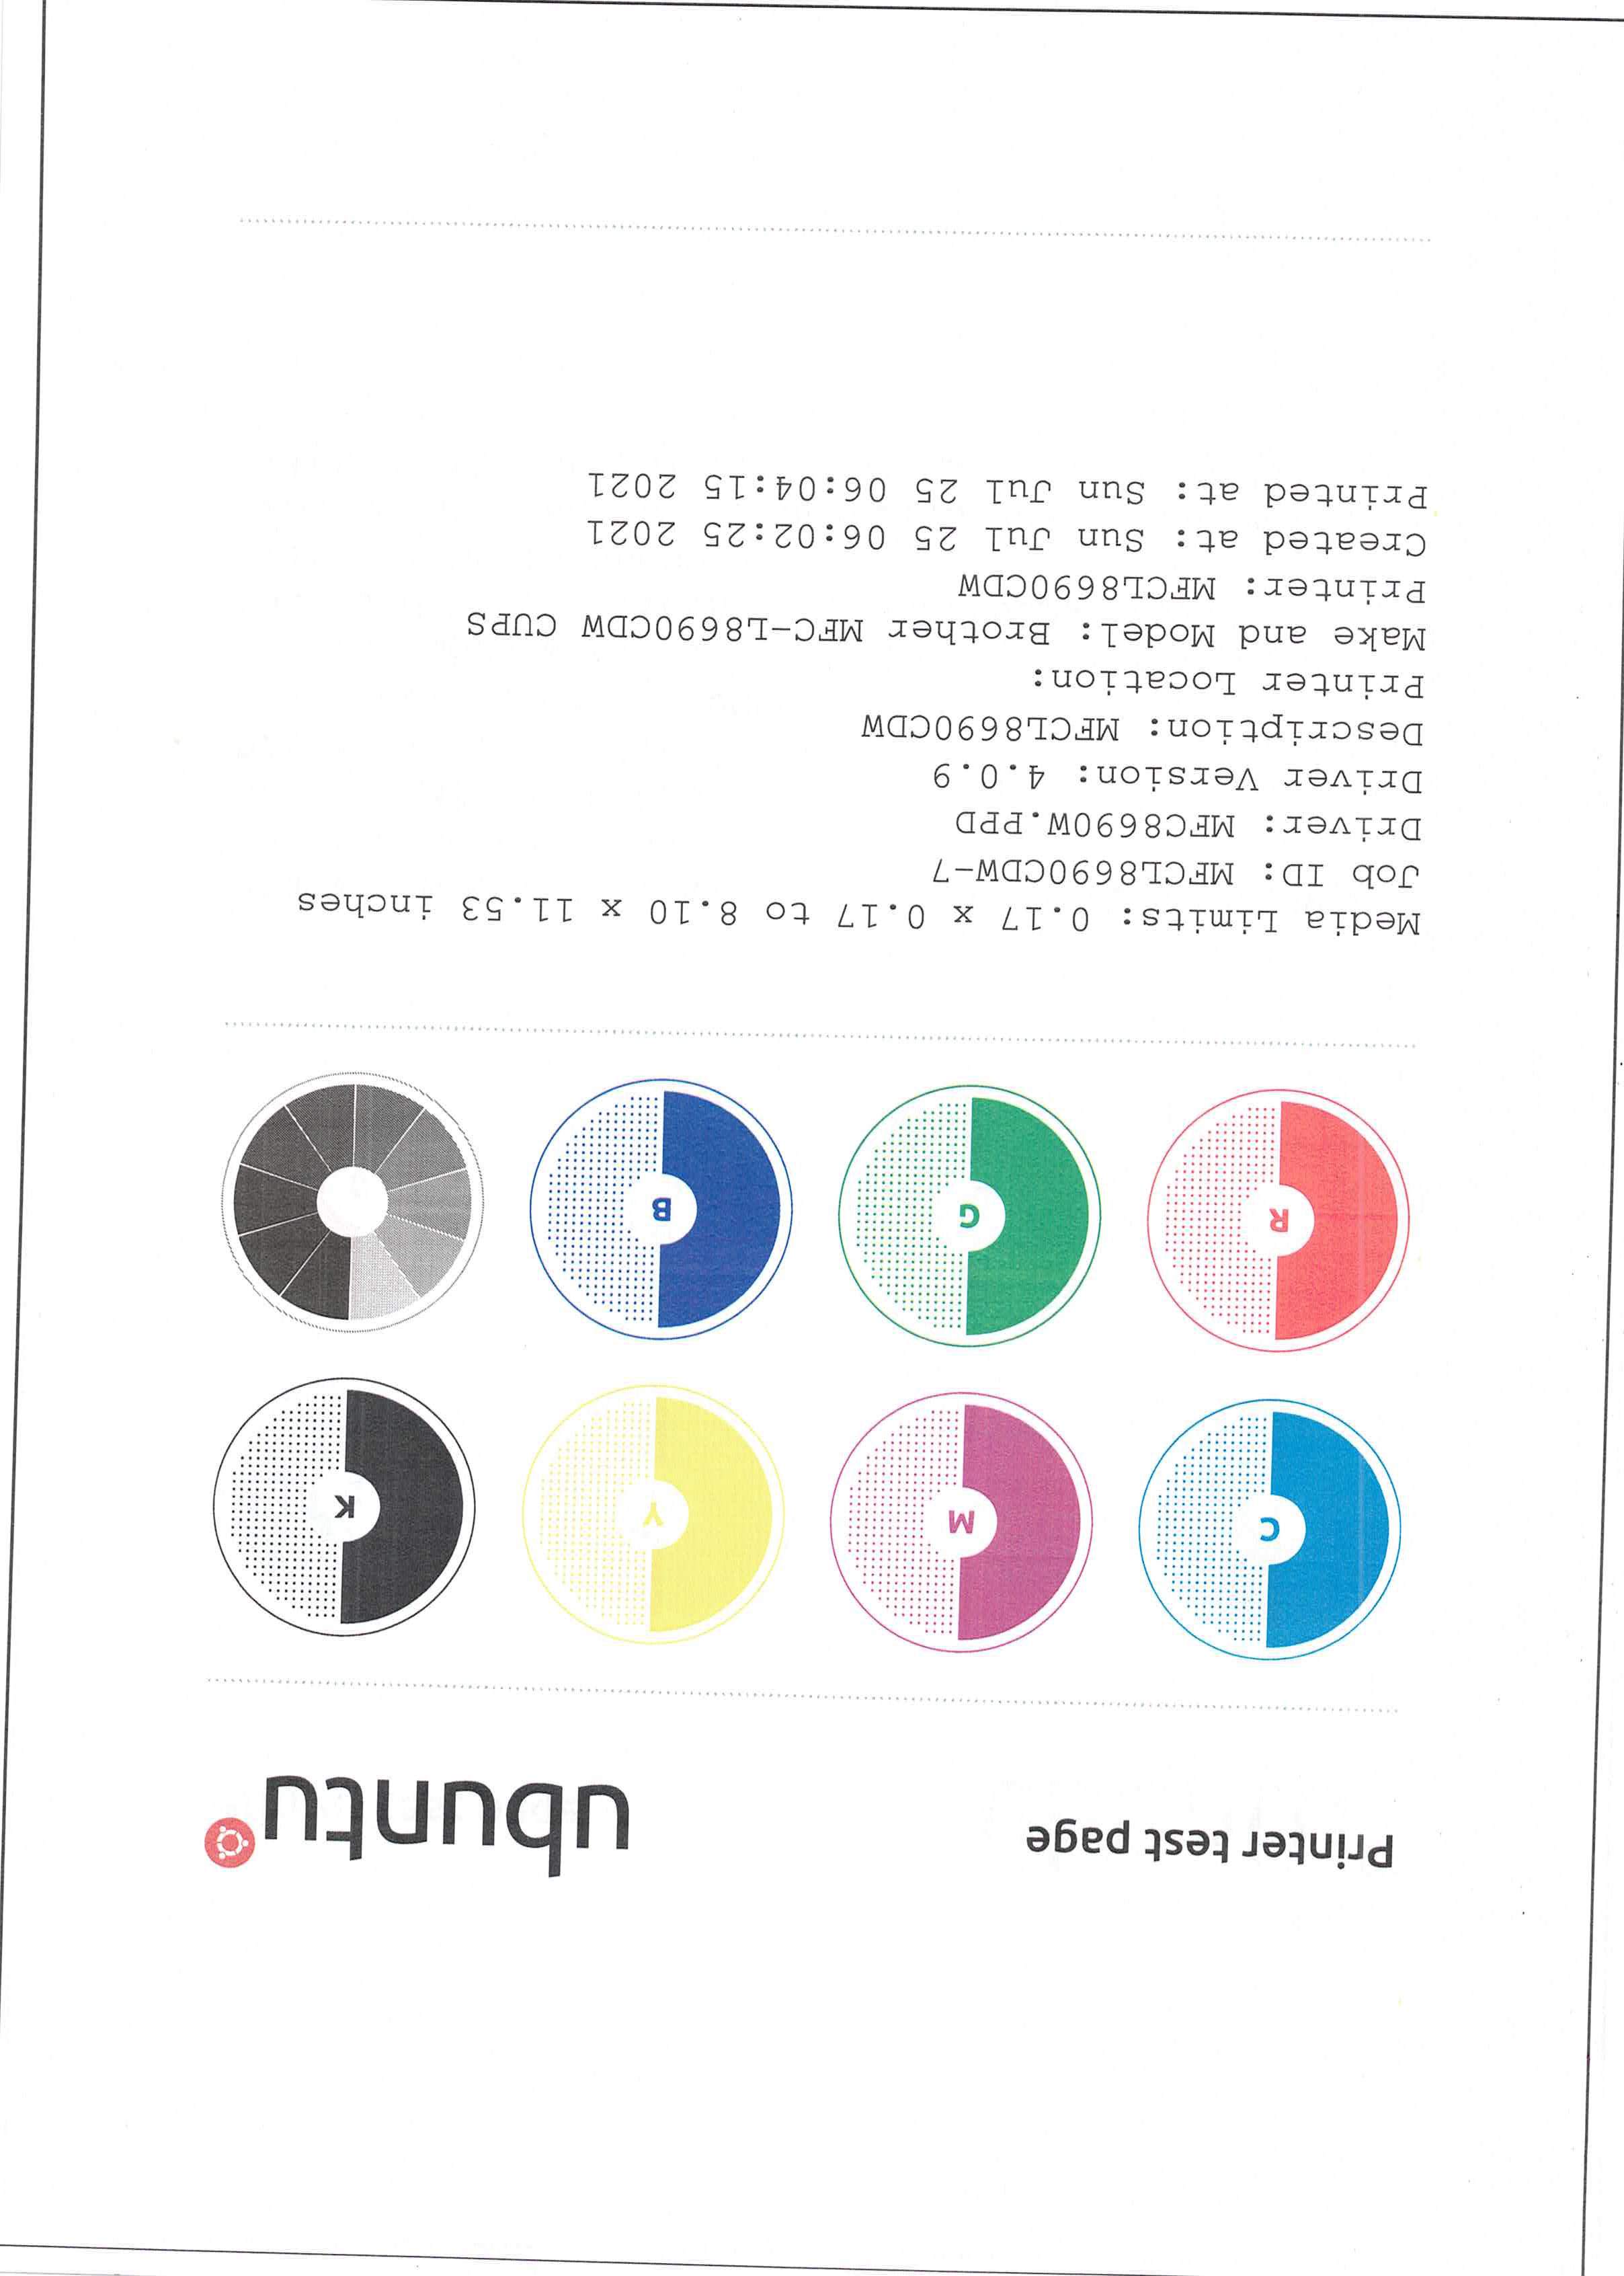 Printer test page
ubuntu
C
M
Y
K
R
G
B
Media Limits: 0.17 x 0.17 to 8.10 x 11.53 inches
Job ID: MFCL8690CDW-7
Driver: MFC8690W.PPD
Driver Version: 4.0.9
Description: MFCL8690CDW
Printer Location:
Make and Model: Brother MFC-L8690CDW CUPS
Printer: MFCL8690CDW
Created at: Sun Jul 25 06:02:25 2021
Printed at: Sun Jul 25 06:04:15 2021